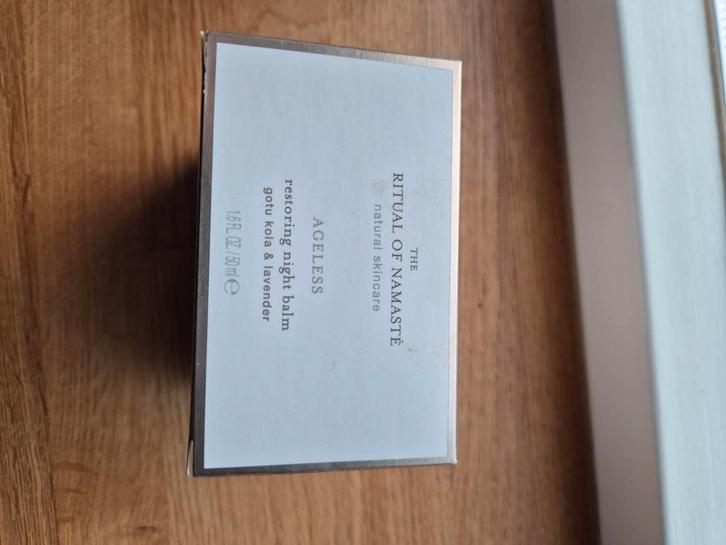 THE
RITUAL OF NAMASTÉ
natural skincare
AGELESS
restoring night balm
gotu kola & lavender
1.6 FL. OZ / 50 ml ℮